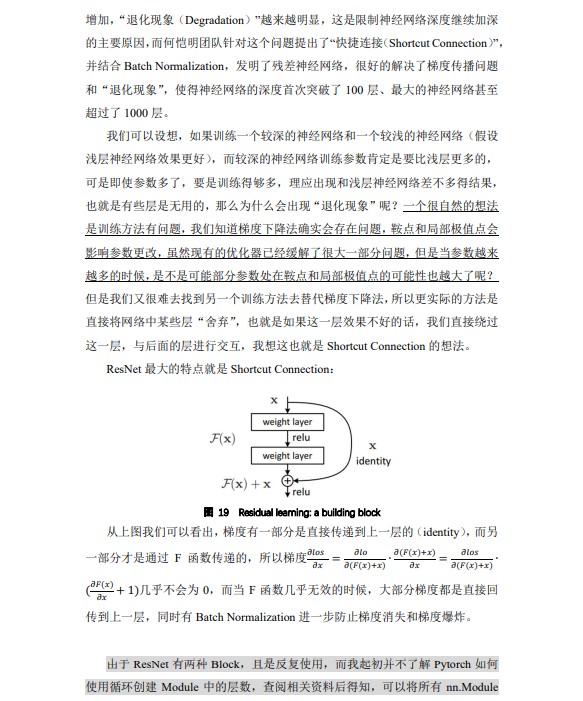 增加，“退化现象（Degradation）”越来越明显，这是限制神经网络深度继续加深
的主要原因，而何恺明团队针对这个问题提出了“快捷连接(Shortcut Connection)”，
并结合 Batch Normalization，发明了残差神经网络，很好的解决了梯度传播问题
和“退化现象”，使得神经网络的深度首次突破了 100 层、最大的神经网络甚至
超过了 1000 层。
我们可以设想，如果训练一个较深的神经网络和一个较浅的神经网络（假设
浅层神经网络效果更好），而较深的神经网络训练参数肯定是要比浅层更多的，
可是即使参数多了，要是训练得够多，理应出现和浅层神经网络差不多得结果，
也就是有些层是无用的，那么为什么会出现“退化现象”呢？一个很自然的想法
是训练方法有问题，我们知道梯度下降法确实会存在问题，鞍点和局部极值点会
影响参数更改，虽然现有的优化器已经缓解了很大一部分问题，但是当参数越来
越多的时候，是不是可能部分参数处在鞍点和局部极值点的可能性也越大了呢？
但是我们又很难去找到另一个训练方法去替代梯度下降法，所以更实际的方法是
直接将网络中某些层“舍弃”，也就是如果这一层效果不好的话，我们直接绕过
这一层，与后面的层进行交互，我想这也就是 Shortcut Connection 的想法。
ResNet 最大的特点就是 Shortcut Connection：
x
weight layer
F(x)
relu
weight layer
x
identity
F(x) + x
relu
图 19 Residual learning: a building block
从上图我们可以看出，梯度有一部分是直接传递到上一层的（identity），而另
一部分才是通过 F 函数传递的，所以梯度∂los/∂x = ∂lo/∂(F(x)+x) · ∂(F(x)+x)/∂x = ∂los/∂(F(x)+x) ·
(∂F(x)/∂x + 1)几乎不会为 0，而当 F 函数几乎无效的时候，大部分梯度都是直接回
传到上一层，同时有 Batch Normalization 进一步防止梯度消失和梯度爆炸。
由于 ResNet 有两种 Block，且是反复使用，而我起初并不了解 Pytorch 如何
使用循环创建 Module 中的层数，查阅相关资料后得知，可以将所有 nn.Module